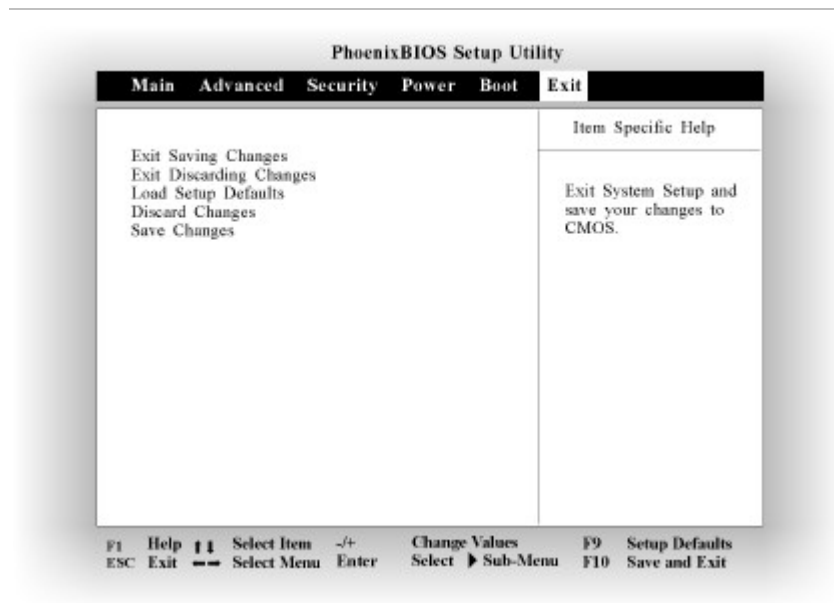 PhoenixBIOS Setup Utility
Main Advanced Security Power Boot Exit
Item Specific Help
Exit Saving Changes
Exit Discarding Changes
Load Setup Defaults
Discard Changes
Save Changes
Exit System Setup and
save your changes to
CMOS.
F1 Help ↑↓ Select Item -/+ Change Values F9 Setup Defaults
ESC Exit ←→ Select Menu Enter Select ▶ Sub-Menu F10 Save and Exit